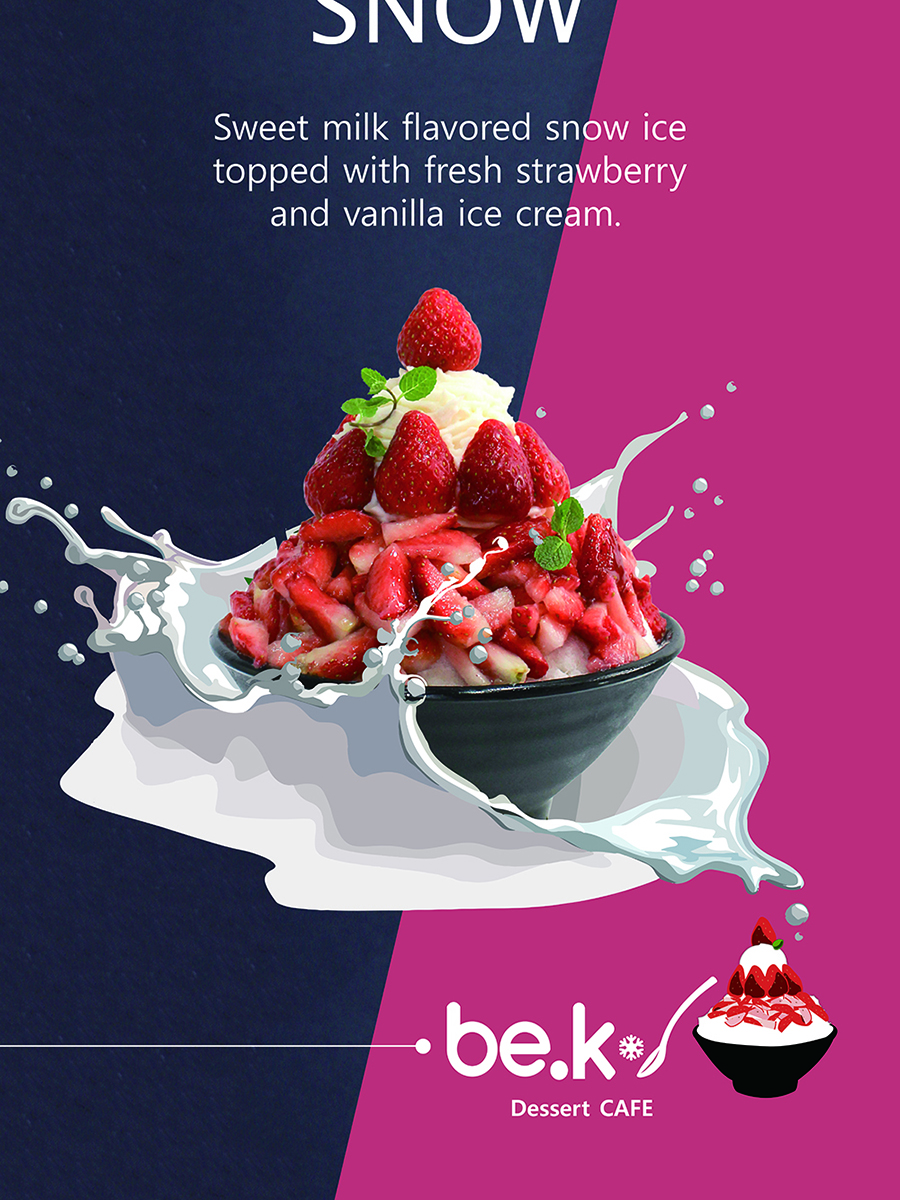 SNOW
Sweet milk flavored snow ice
topped with fresh strawberry
and vanilla ice cream.
be.k
Dessert CAFE